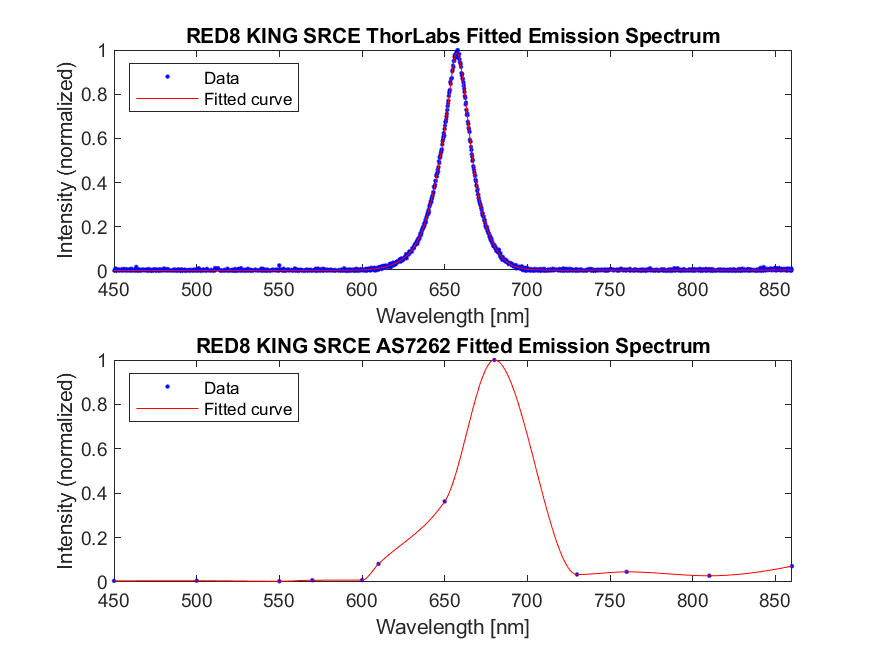 RED8 KING SRCE ThorLabs Fitted Emission Spectrum
1
0.8
0.6
0.4
0.2
0
Intensity (normalized)
Data
Fitted curve
450 500 550 600 650 700 750 800 850
Wavelength [nm]
RED8 KING SRCE AS7262 Fitted Emission Spectrum
1
0.8
0.6
0.4
0.2
0
Intensity (normalized)
Data
Fitted curve
450 500 550 600 650 700 750 800 850
Wavelength [nm]